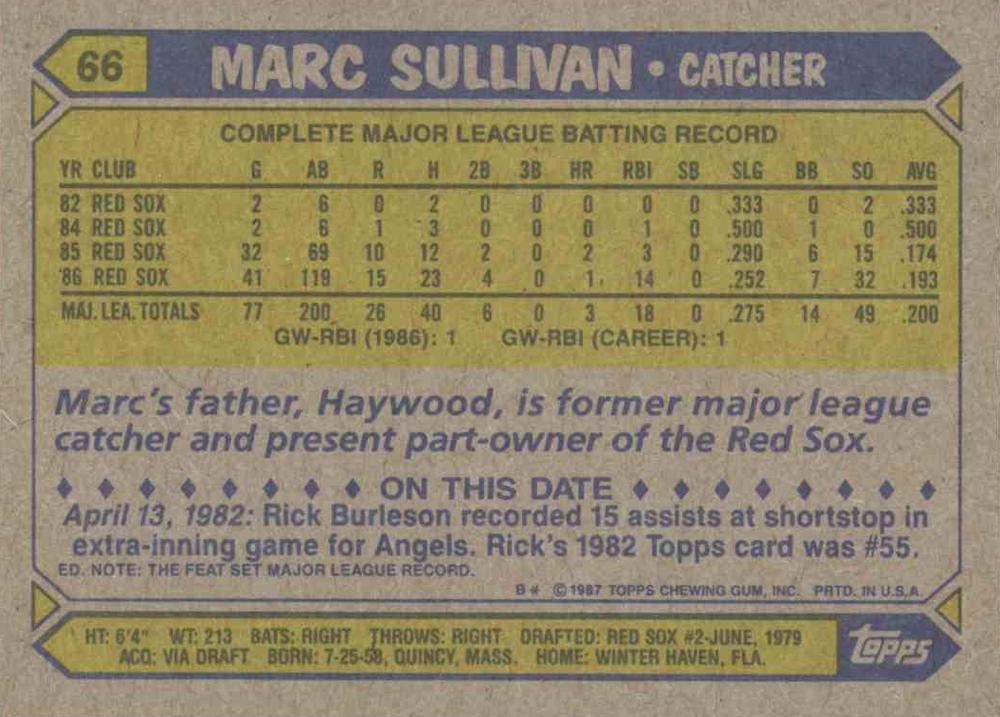 66 MARC SULLIVAN • CATCHER
COMPLETE MAJOR LEAGUE BATTING RECORD
YR CLUB G AB R H 2B 3B HR RBI SB SLG BB SO AVG
82 RED SOX 2 6 0 2 0 0 0 0 0 .333 0 2 .333
84 RED SOX 2 6 1 3 0 0 0 1 0 .500 1 0 .500
85 RED SOX 32 69 10 12 2 0 2 3 0 .290 6 15 .174
'86 RED SOX 41 119 15 23 4 0 1 14 0 .252 7 32 .193
MAJ. LEA. TOTALS 77 200 26 40 6 0 3 18 0 .275 14 49 .200
GW-RBI (1986): 1 GW-RBI (CAREER): 1
Marc's father, Haywood, is former major league
catcher and present part-owner of the Red Sox.
♦ ♦ ♦ ♦ ♦ ♦ ♦ ♦ ON THIS DATE ♦ ♦ ♦ ♦ ♦ ♦ ♦ ♦
April 13, 1982: Rick Burleson recorded 15 assists at shortstop in
extra-inning game for Angels. Rick's 1982 Topps card was #55.
ED. NOTE: THE FEAT SET MAJOR LEAGUE RECORD.
B* © 1987 TOPPS CHEWING GUM, INC. PRTD. IN U.S.A.
HT: 6'4" WT: 213 BATS: RIGHT THROWS: RIGHT DRAFTED: RED SOX #2-JUNE, 1979
ACQ: VIA DRAFT BORN: 7-25-58, QUINCY, MASS. HOME: WINTER HAVEN, FLA.
topps